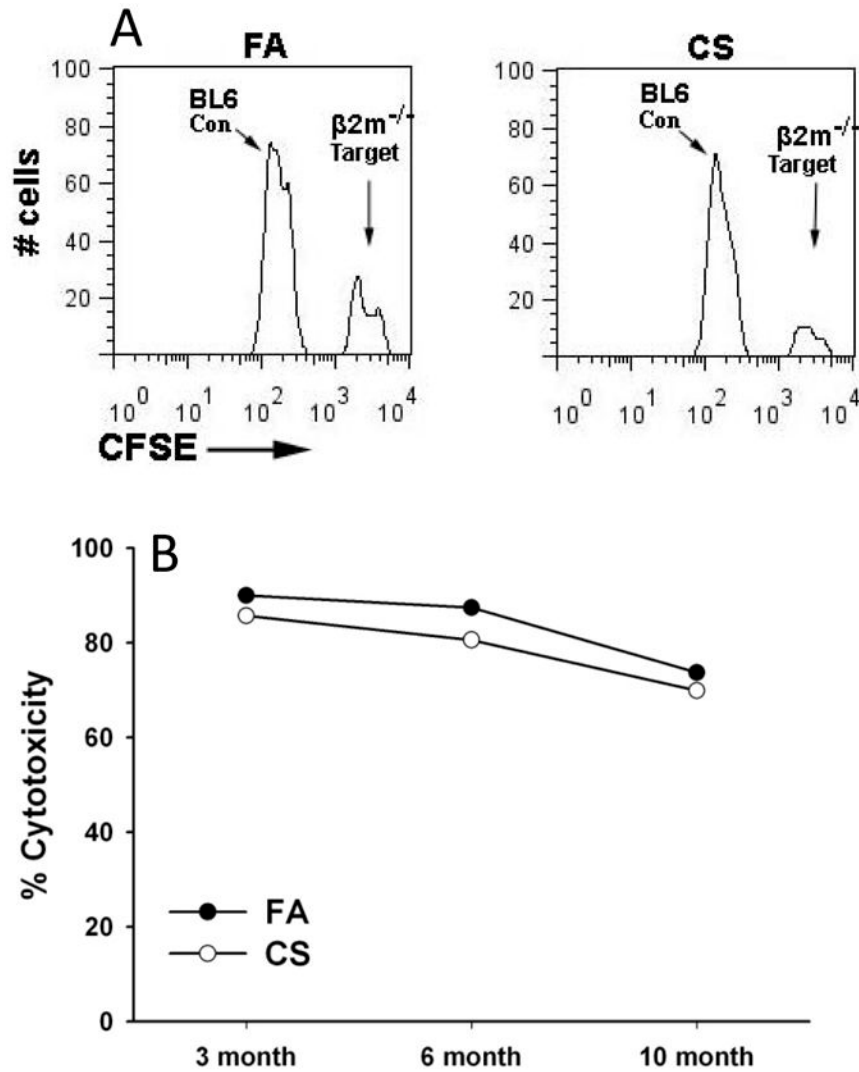 A
FA
CS
100
80
60
40
20
# cells
BL6
Con
β2m-/-
Target
10^0 10^1 10^2 10^3 10^4
CFSE
100
80
60
40
20
BL6
Con
β2m-/-
Target
10^0 10^1 10^2 10^3 10^4
B
% Cytotoxicity
100
80
60
40
20
0
FA
CS
3 month 6 month 10 month